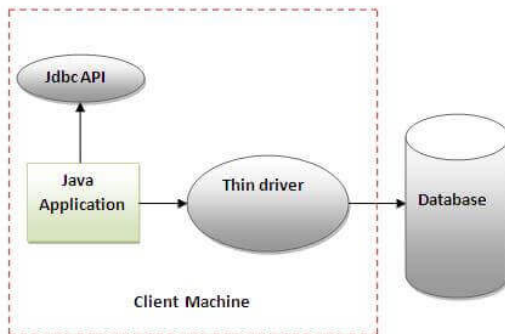 Jdbc API
Java
Application
Thin driver
Database
Client Machine